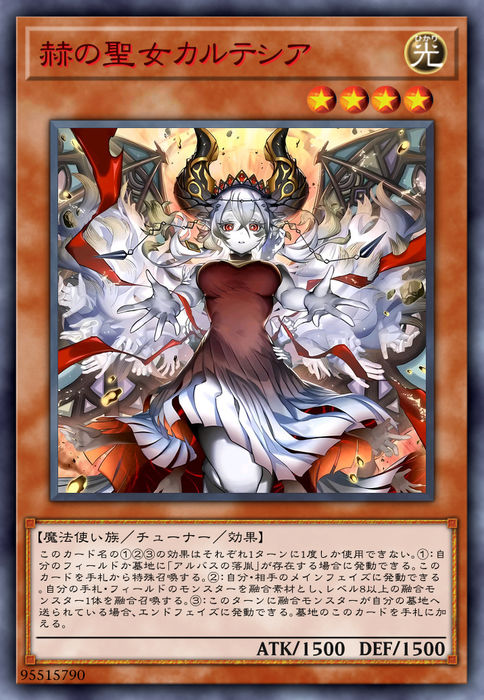 赫の聖女カルテシア
ひかり
光
【魔法使い族／チューナー／効果】
このカード名の①②③の効果はそれぞれ1ターンに1度しか使用できない。①：自
分のフィールドか墓地に「アルバスの落胤」が存在する場合に発動できる。この
カードを手札から特殊召喚する。②：自分・相手のメインフェイズに発動できる
。自分の手札・フィールドのモンスターを融合素材とし、レベル8以上の融合モン
スター1体を融合召喚する。③：このターンに融合モンスターが自分の墓地へ
送られている場合、エンドフェイズに発動できる。墓地のこのカードを手札に加
える。
ATK/1500 DEF/1500
95515790